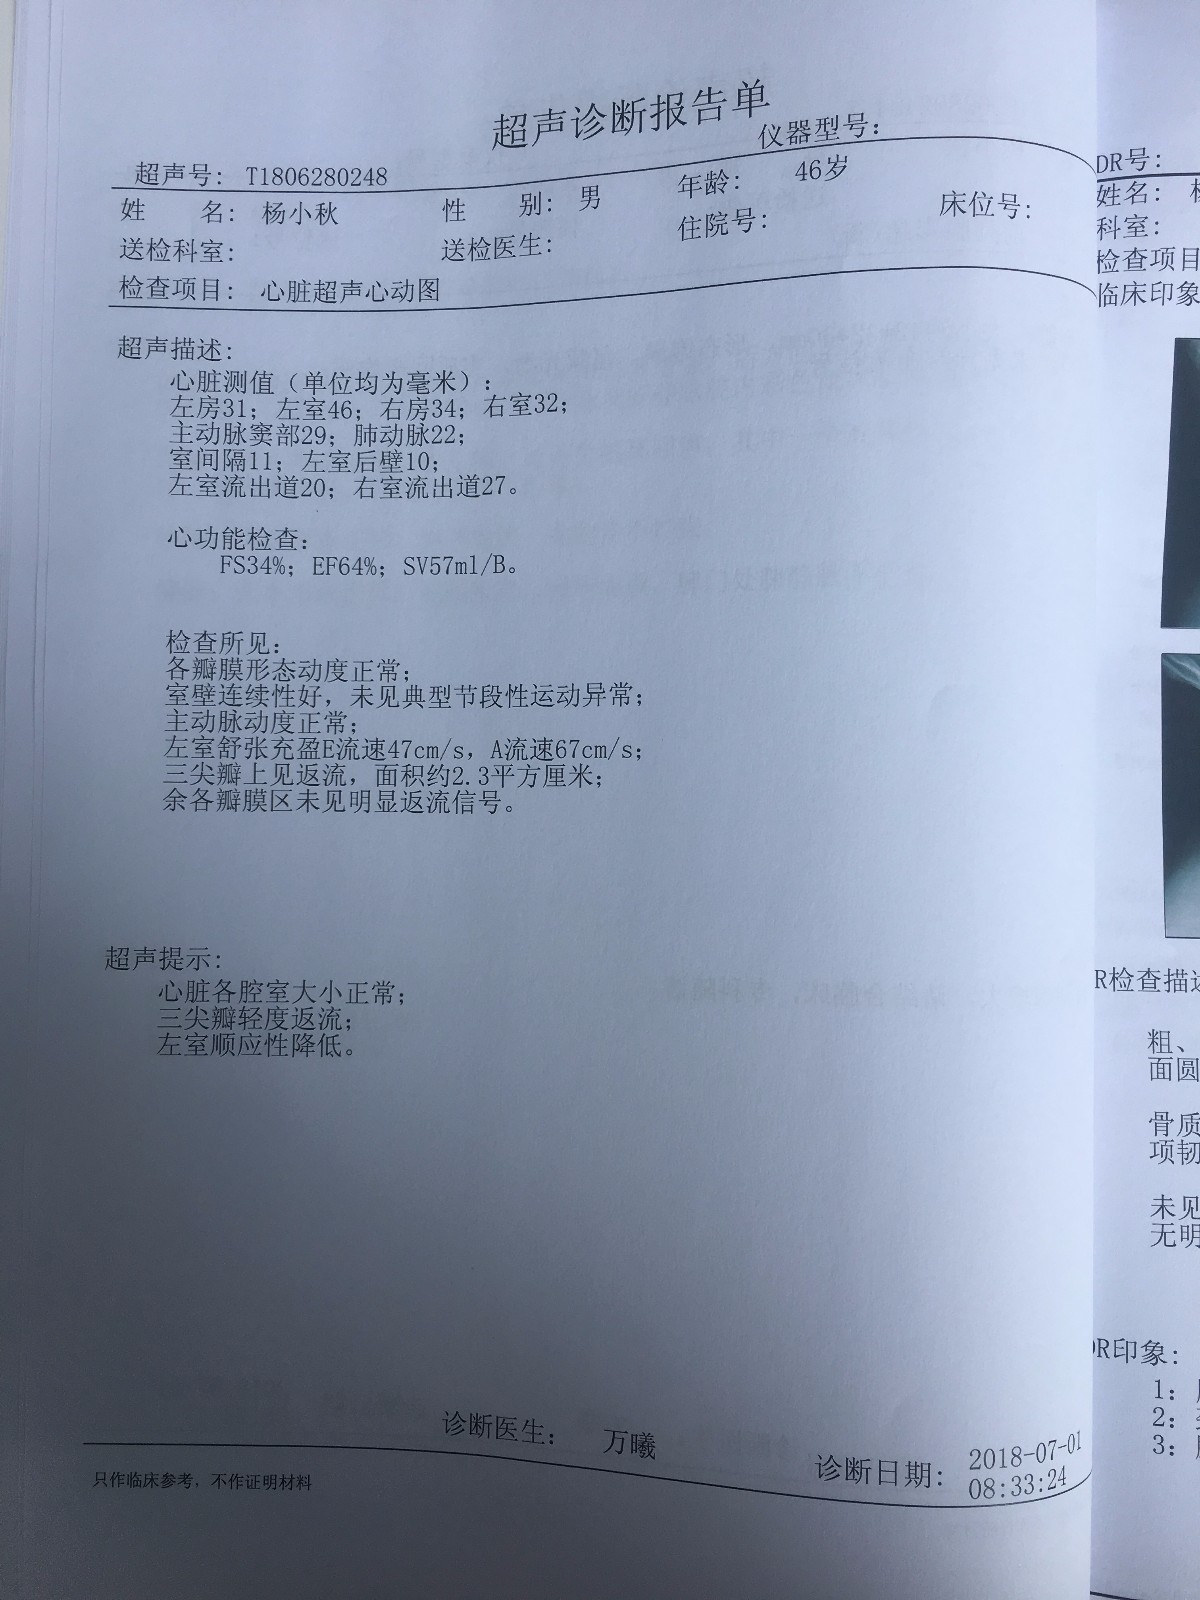 超声诊断报告单
超声号: T1806280248 仪器型号:
姓 名: 杨小秋 性 别: 男 年龄: 46岁
送检科室: 送检医生: 住院号: 床位号:
检查项目: 心脏超声心动图
超声描述:
心脏测值（单位均为毫米）:
左房31; 左室46; 右房34; 右室32;
主动脉窦部29; 肺动脉22;
室间隔11; 左室后壁10;
左室流出道20; 右室流出道27。
心功能检查:
FS34%; EF64%; SV57ml/B。
检查所见:
各瓣膜形态动度正常;
室壁连续性好，未见典型节段性运动异常;
主动脉动度正常;
左室舒张充盈E流速47cm/s，A流速67cm/s;
三尖瓣上见返流，面积约2.3平方厘米;
余各瓣膜区未见明显返流信号。
超声提示:
心脏各腔室大小正常;
三尖瓣轻度返流;
左室顺应性降低。
诊断医生: 万曦
诊断日期: 2018-07-01
08:33:24
只作临床参考，不作证明材料
DR号:
姓名:
科室:
检查项目
临床印象
R检查描述
粗、
面圆
骨质
项韧
未见
无明
R印象:
1:
2:
3: